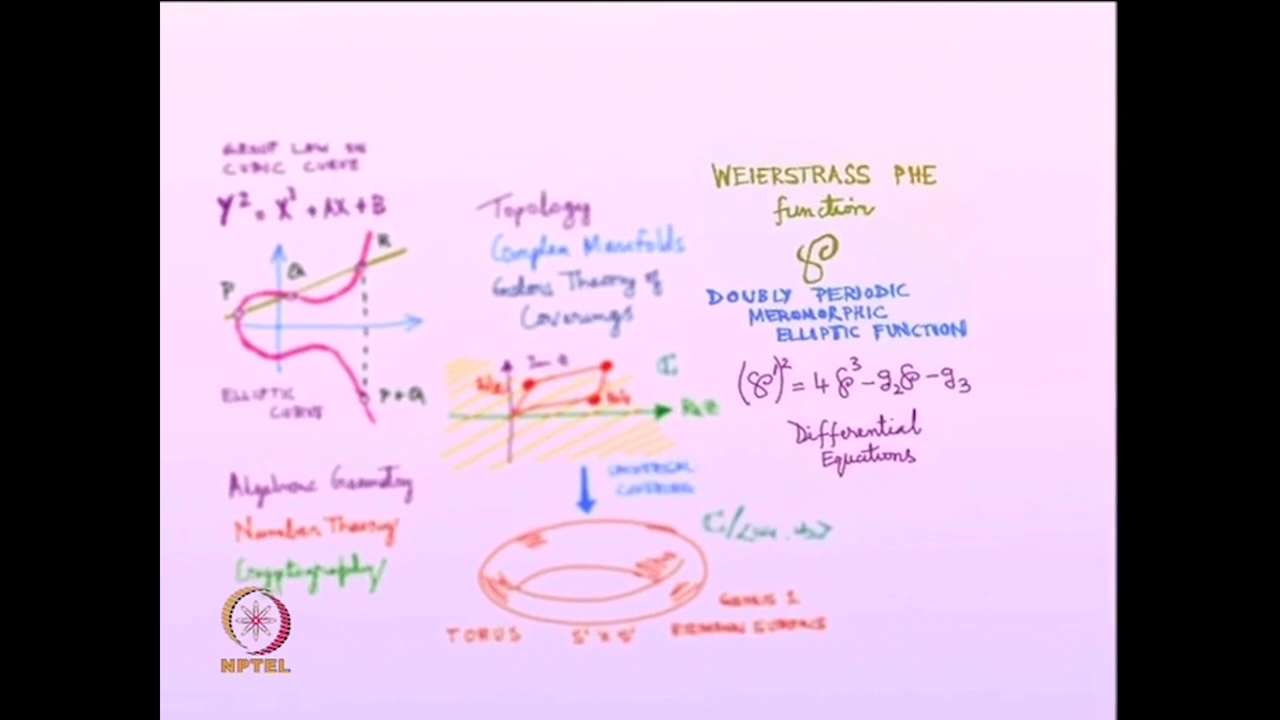 GROUP LAW ON
CUBIC CURVE
Y² = X³ + AX + B
R
Q
P
P+Q
ELLIPTIC
CURVE
Algebraic Geometry
Number Theory
Cryptography
NPTEL
Topology
Complex Manifolds
Galois Theory of
Coverings
Im z
ℂ
Re z
UNIVERSAL
COVERING
TORUS S¹ × S¹
GENUS 1
RIEMANN SURFACE
WEIERSTRASS PHE
function
℘
DOUBLY PERIODIC
MEROMORPHIC
ELLIPTIC FUNCTION
(℘')² = 4℘³ - g₂℘ - g₃
Differential
Equations